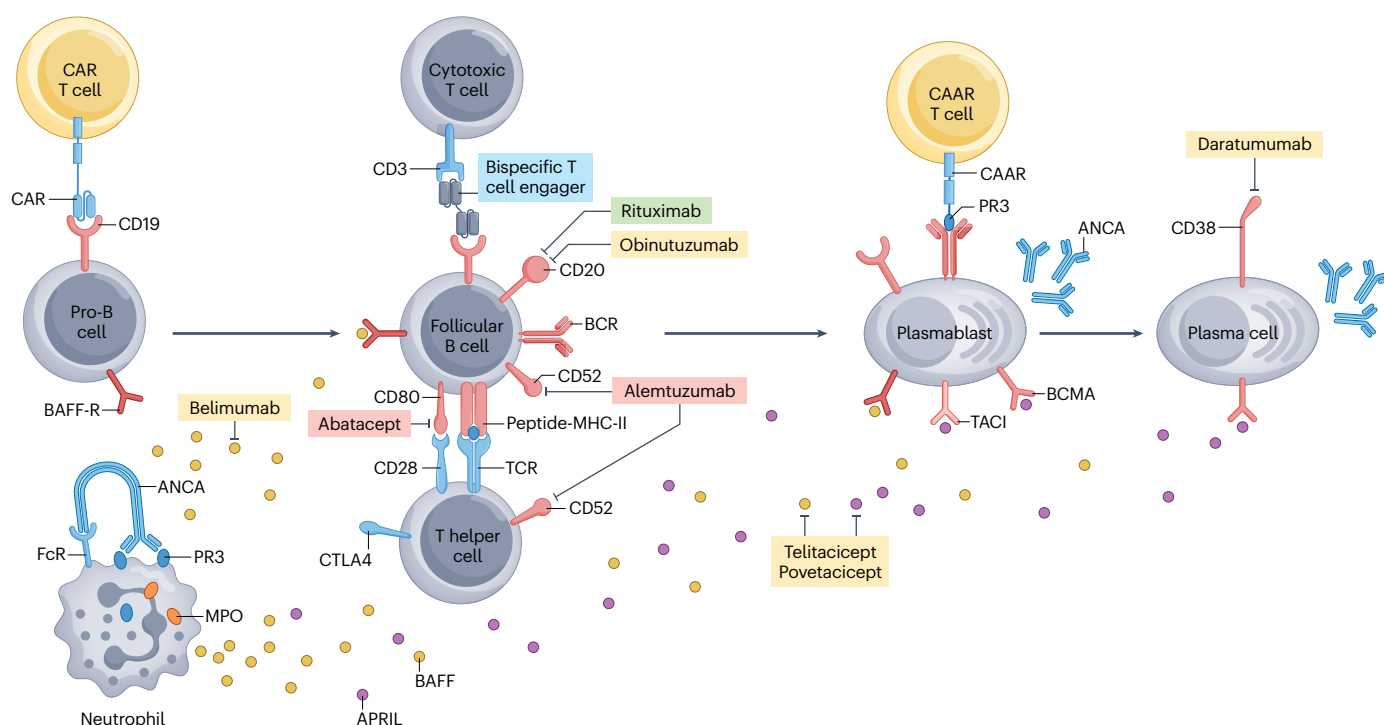 CAR
T cell
Cytotoxic
T cell
CAAR
T cell
Daratumumab
CD3
Bispecific T
cell engager
CAAR
CAR
Rituximab
PR3
CD19
Obinutuzumab
CD38
ANCA
CD20
Pro-B
cell
Follicular
B cell
BCR
Plasmablast
Plasma cell
CD52
BAFF-R
Belimumab
CD80
Alemtuzumab
BCMA
Abatacept
Peptide-MHC-II
TACI
CD28
TCR
ANCA
CD52
FcR
PR3
CTLA4
T helper
cell
Telitacicept
Povetacicept
MPO
BAFF
Neutrophil
APRIL